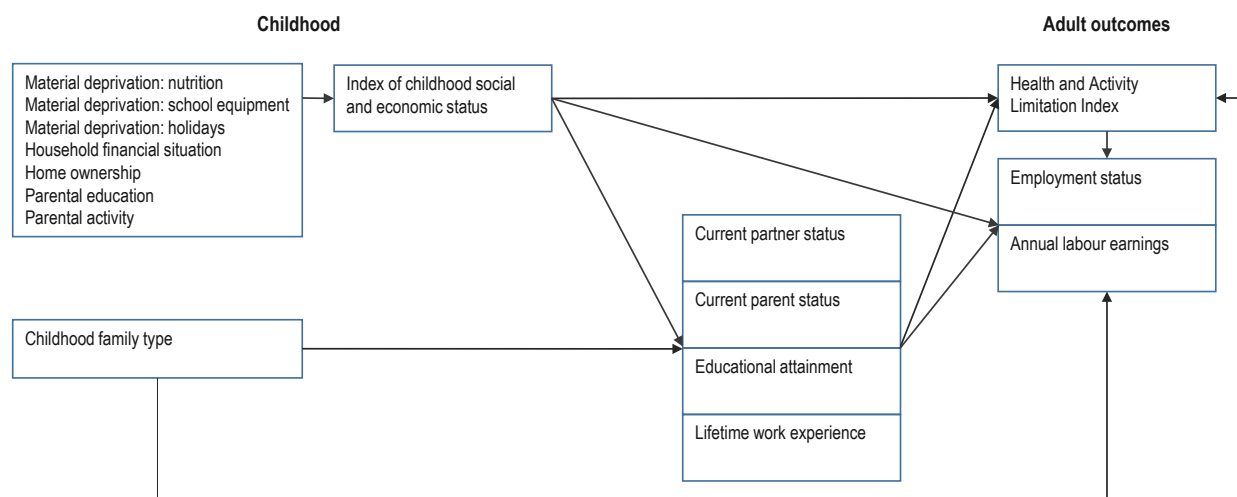 Childhood
Adult outcomes
Material deprivation: nutrition
Material deprivation: school equipment
Material deprivation: holidays
Household financial situation
Home ownership
Parental education
Parental activity
Index of childhood social
and economic status
Health and Activity
Limitation Index
Employment status
Annual labour earnings
Current partner status
Current parent status
Educational attainment
Lifetime work experience
Childhood family type